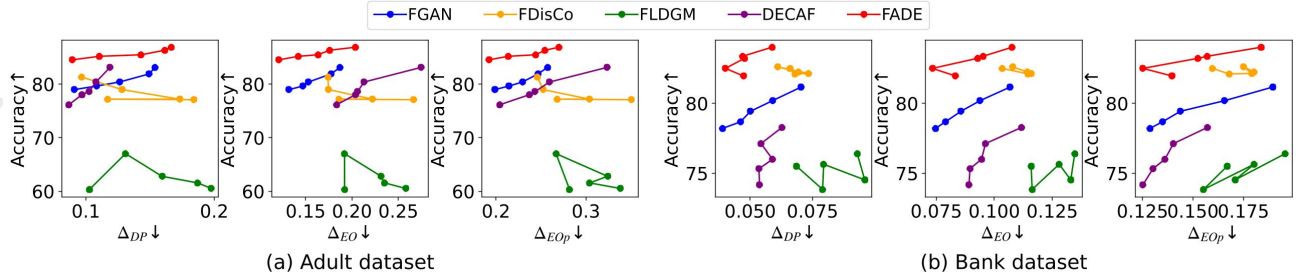 FGAN FDisCo FLDGM DECAF FADE
Accuracy↑
80
70
60
0.1 0.2
Δ_DP↓
Accuracy↑
80
70
60
0.15 0.20 0.25
Δ_EO↓
Accuracy↑
80
70
60
0.2 0.3
Δ_EOp↓
Accuracy↑
80
75
0.050 0.075
Δ_DP↓
Accuracy↑
80
75
0.075 0.100 0.125
Δ_EO↓
Accuracy↑
80
75
0.125 0.150 0.175
Δ_EOp↓
(a) Adult dataset
(b) Bank dataset